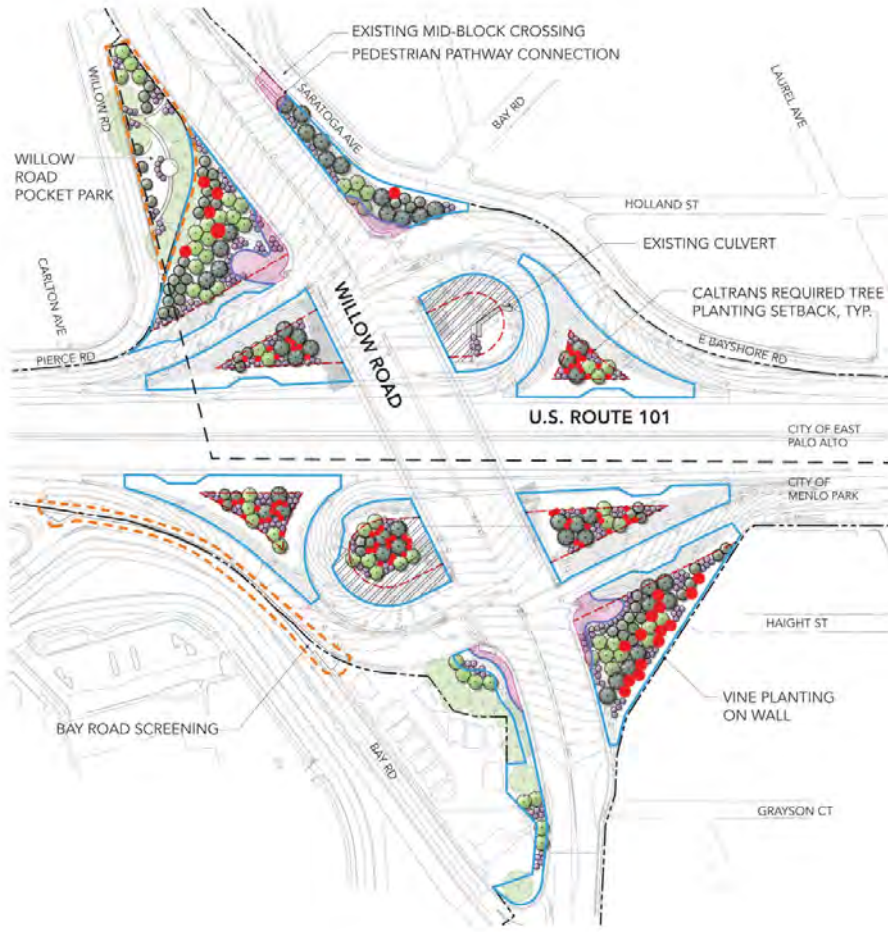 EXISTING MID-BLOCK CROSSING
PEDESTRIAN PATHWAY CONNECTION
WILLOW RD
SARATOGA AVE
BAY RD
LAUREL AVE
WILLOW
ROAD
POCKET PARK
HOLLAND ST
EXISTING CULVERT
CARLTON AVE
CALTRANS REQUIRED TREE
PLANTING SETBACK, TYP.
WILLOW ROAD
PIERCE RD
E BAYSHORE RD
U.S. ROUTE 101
CITY OF EAST
PALO ALTO
CITY OF
MENLO PARK
HAIGHT ST
VINE PLANTING
ON WALL
BAY ROAD SCREENING
BAY RD
GRAYSON CT